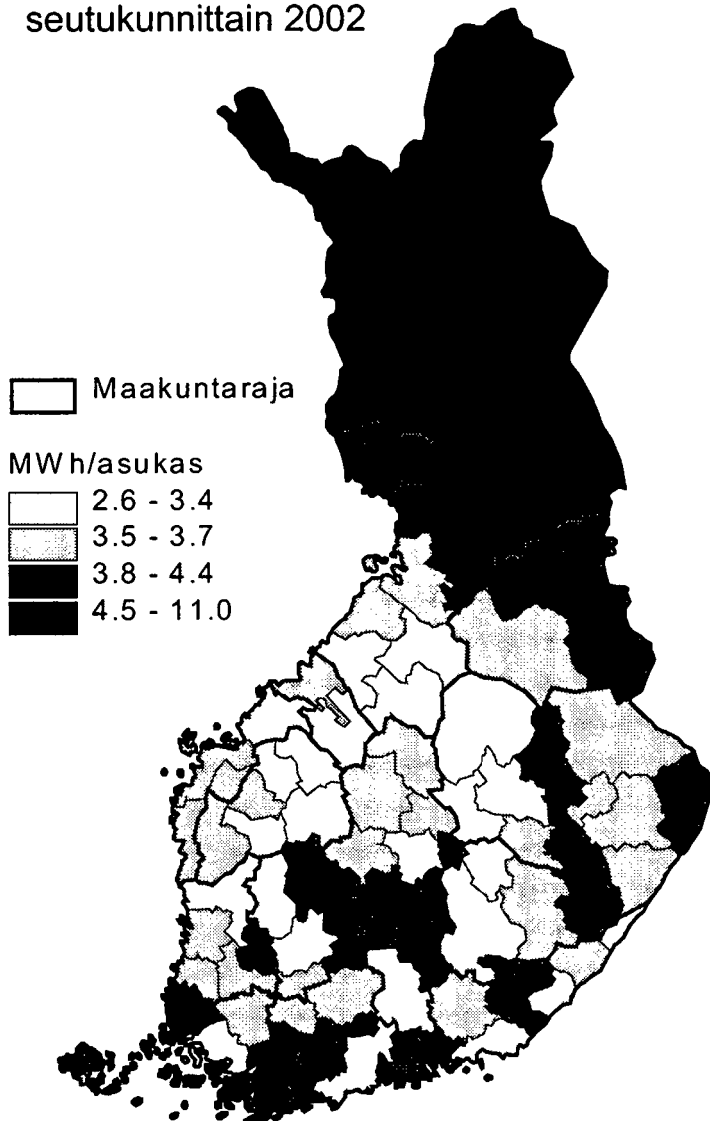 seutukunnittain 2002
Maakuntaraja
MWh/asukas
2.6 - 3.4
3.5 - 3.7
3.8 - 4.4
4.5 - 11.0